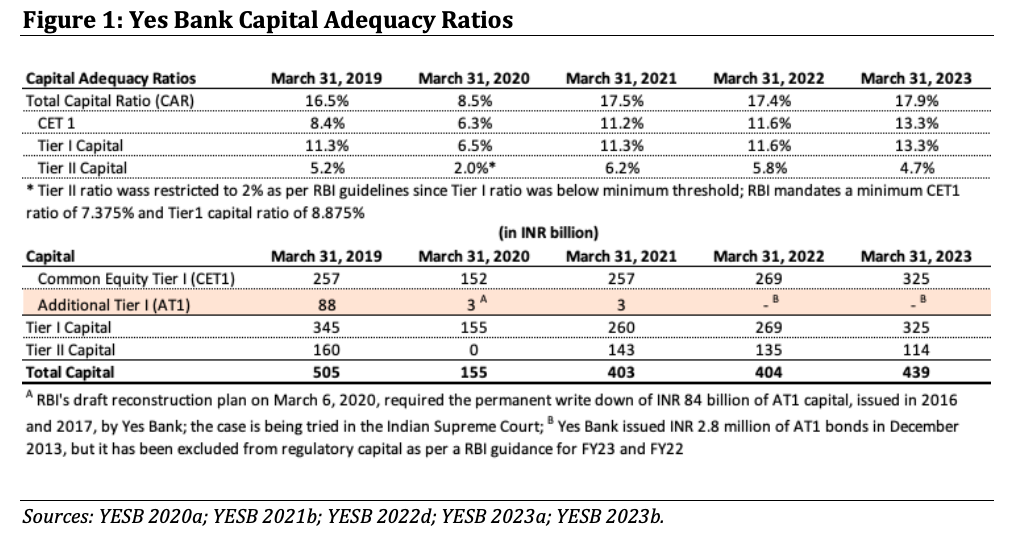 Figure 1: Yes Bank Capital Adequacy Ratios
Capital Adequacy Ratios March 31, 2019 March 31, 2020 March 31, 2021 March 31, 2022 March 31, 2023
Total Capital Ratio (CAR) 16.5% 8.5% 17.5% 17.4% 17.9%
CET 1 8.4% 6.3% 11.2% 11.6% 13.3%
Tier I Capital 11.3% 6.5% 11.3% 11.6% 13.3%
Tier II Capital 5.2% 2.0%* 6.2% 5.8% 4.7%
* Tier II ratio wass restricted to 2% as per RBI guidelines since Tier I ratio was below minimum threshold; RBI mandates a minimum CET1
ratio of 7.375% and Tier1 capital ratio of 8.875%
(in INR billion)
Capital March 31, 2019 March 31, 2020 March 31, 2021 March 31, 2022 March 31, 2023
Common Equity Tier I (CET1) 257 152 257 269 325
Additional Tier I (AT1) 88 3 A 3 - B - B
Tier I Capital 345 155 260 269 325
Tier II Capital 160 0 143 135 114
Total Capital 505 155 403 404 439
A RBI's draft reconstruction plan on March 6, 2020, required the permanent write down of INR 84 billion of AT1 capital, issued in 2016
and 2017, by Yes Bank; the case is being tried in the Indian Supreme Court; B Yes Bank issued INR 2.8 million of AT1 bonds in December
2013, but it has been excluded from regulatory capital as per a RBI guidance for FY23 and FY22
Sources: YESB 2020a; YESB 2021b; YESB 2022d; YESB 2023a; YESB 2023b.